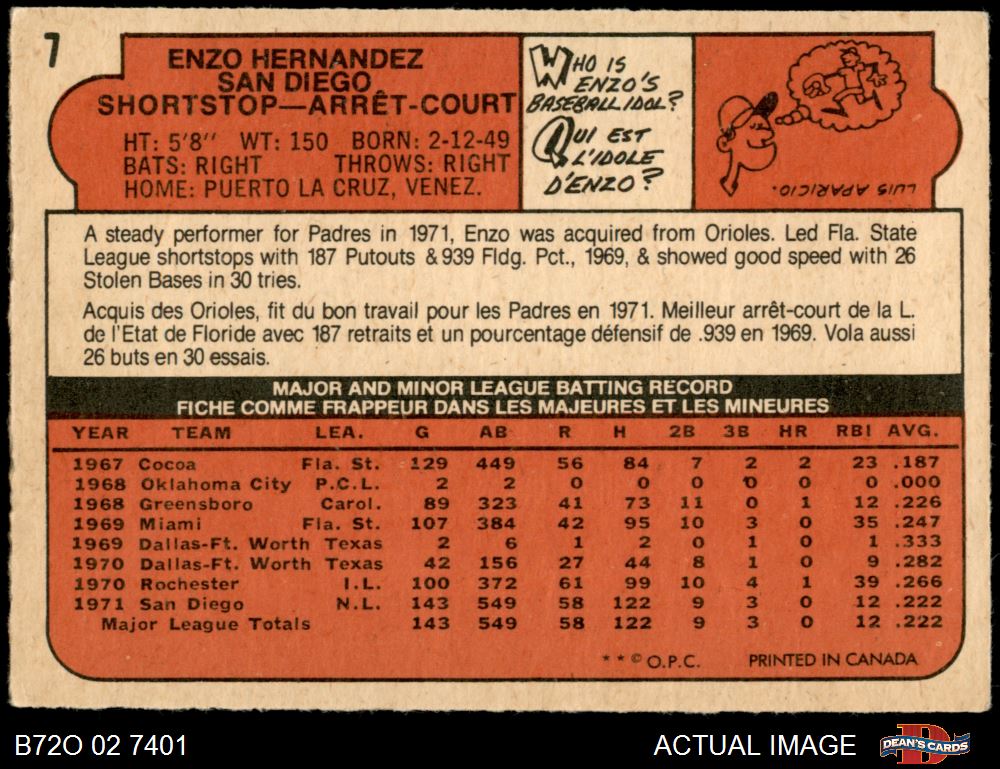 7
ENZO HERNANDEZ
SAN DIEGO
SHORTSTOP—ARRÊT-COURT
HT: 5'8'' WT: 150 BORN: 2-12-49
BATS: RIGHT THROWS: RIGHT
HOME: PUERTO LA CRUZ, VENEZ.
WHO IS
ENZO'S
BASEBALL IDOL?
QUI EST
L'IDOLE
D'ENZO?
LUIS APARICIO.
A steady performer for Padres in 1971, Enzo was acquired from Orioles. Led Fla. State
League shortstops with 187 Putouts & 939 Fldg. Pct., 1969, & showed good speed with 26
Stolen Bases in 30 tries.
Acquis des Orioles, fit du bon travail pour les Padres en 1971. Meilleur arrêt-court de la L.
de l'Etat de Floride avec 187 retraits et un pourcentage défensif de .939 en 1969. Vola aussi
26 buts en 30 essais.
MAJOR AND MINOR LEAGUE BATTING RECORD
FICHE COMME FRAPPEUR DANS LES MAJEURES ET LES MINEURES
YEAR TEAM LEA. G AB R H 2B 3B HR RBI AVG.
1967 Cocoa Fla. St. 129 449 56 84 7 2 2 23 .187
1968 Oklahoma City P.C.L. 2 2 0 0 0 0 0 0 .000
1968 Greensboro Carol. 89 323 41 73 11 0 1 12 .226
1969 Miami Fla. St. 107 384 42 95 10 3 0 35 .247
1969 Dallas-Ft. Worth Texas 2 6 1 2 0 1 0 1 .333
1970 Dallas-Ft. Worth Texas 42 156 27 44 8 1 0 9 .282
1970 Rochester I.L. 100 372 61 99 10 4 1 39 .266
1971 San Diego N.L. 143 549 58 122 9 3 0 12 .222
Major League Totals 143 549 58 122 9 3 0 12 .222
* * © O.P.C. PRINTED IN CANADA
B72O 02 7401
ACTUAL IMAGE
DEAN'S CARDS